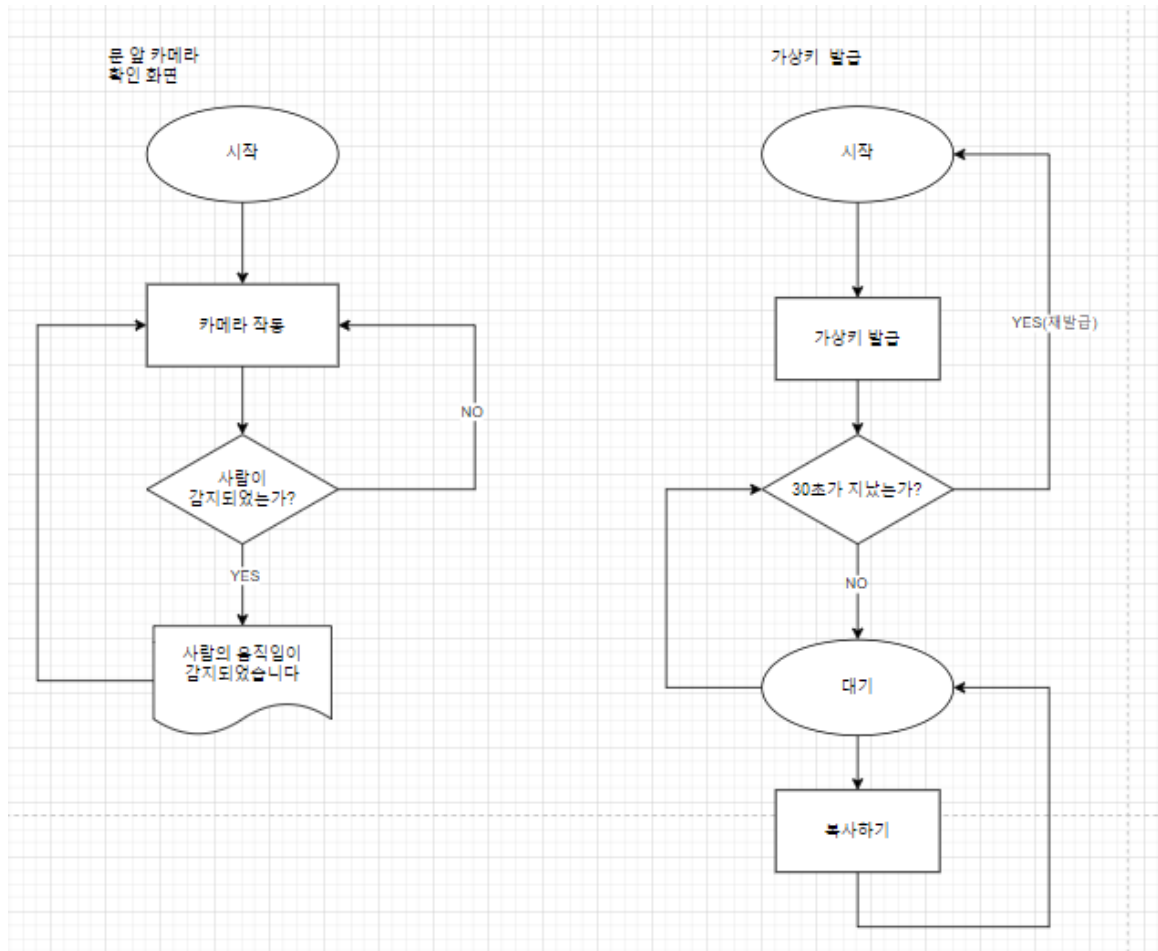 문 앞 카메라
확인 화면
시작
카메라 작동
NO
사람이
감지되었는가?
YES
사람의 움직임이
감지되었습니다
가상키 발급
시작
YES(재발급)
가상키 발급
30초가 지났는가?
NO
대기
복사하기